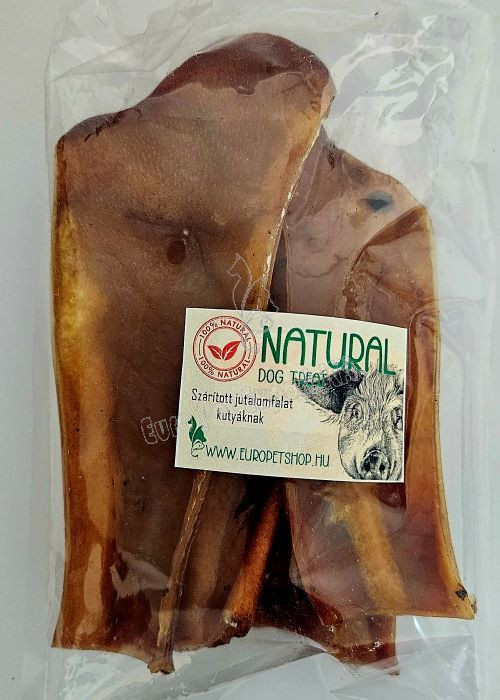 100% NATURAL
100% NATURAL
NATURAL
DOG TREAT
Szárított jutalomfalat
kutyáknak
WWW.EUROPETSHOP.HU